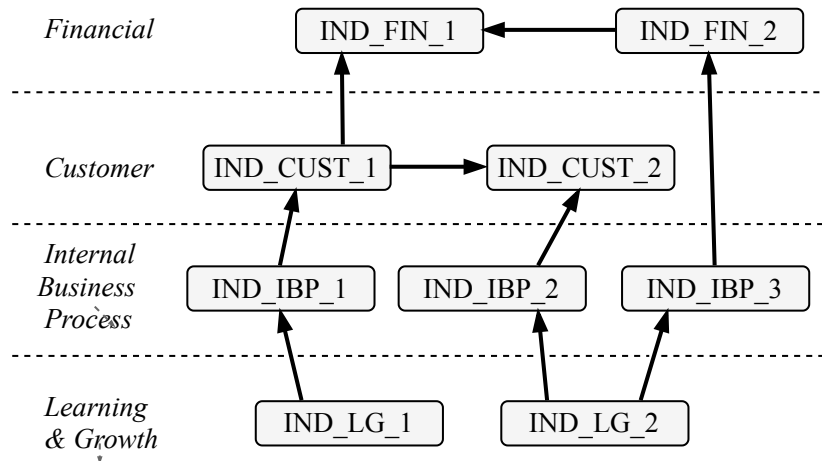 Financial
IND_FIN_1
IND_FIN_2
Customer
IND_CUST_1
IND_CUST_2
Internal
Business
Process
IND_IBP_1
IND_IBP_2
IND_IBP_3
Learning
& Growth
IND_LG_1
IND_LG_2